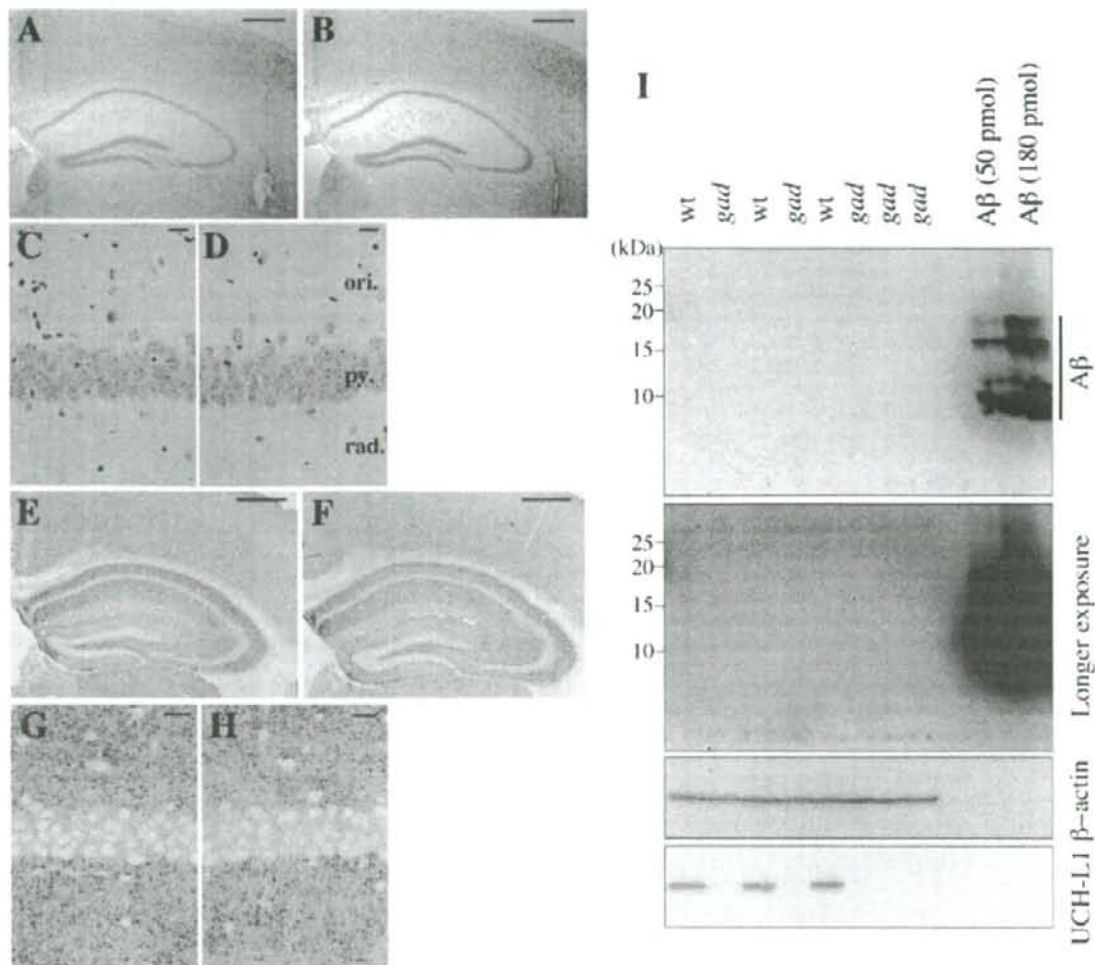 A
B
C
D
ori.
py.
rad.
E
F
G
H
I
wt
gad
wt
gad
wt
gad
gad
gad
Aβ (50 pmol)
Aβ (180 pmol)
(kDa)
25
20
15
10
Aβ
25
20
15
10
Longer exposure
β–actin
UCH-L1